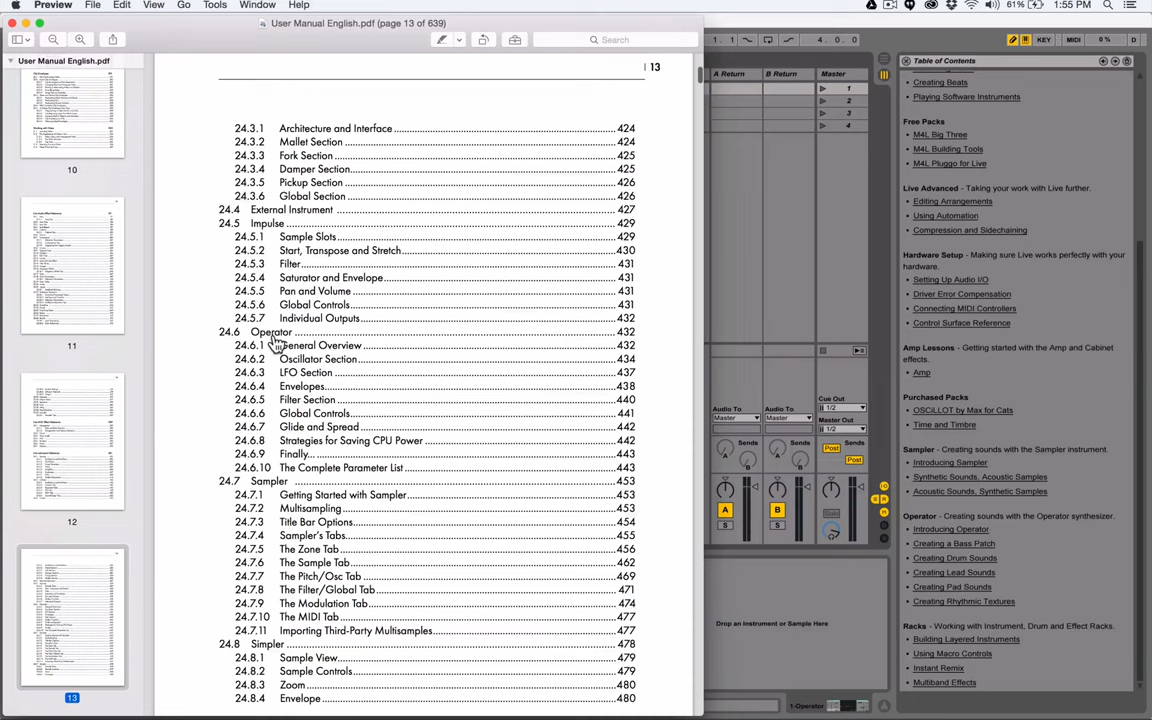 Preview File Edit View Go Tools Window Help 61% 1:55 PM
User Manual English.pdf (page 13 of 639)
Search
User Manual English.pdf
10
11
12
13
13
24.3.1 Architecture and Interface 424
24.3.2 Mallet Section 424
24.3.3 Fork Section 425
24.3.4 Damper Section 425
24.3.5 Pickup Section 426
24.3.6 Global Section 426
24.4 External Instrument 427
24.5 Impulse 429
24.5.1 Sample Slots 429
24.5.2 Start, Transpose and Stretch 430
24.5.3 Filter 431
24.5.4 Saturator and Envelope 431
24.5.5 Pan and Volume 431
24.5.6 Global Controls 431
24.5.7 Individual Outputs 432
24.6 Operator 432
24.6.1 General Overview 432
24.6.2 Oscillator Section 434
24.6.3 LFO Section 437
24.6.4 Envelopes 438
24.6.5 Filter Section 440
24.6.6 Global Controls 441
24.6.7 Glide and Spread 442
24.6.8 Strategies for Saving CPU Power 442
24.6.9 Finally... 443
24.6.10 The Complete Parameter List 443
24.7 Sampler 453
24.7.1 Getting Started with Sampler 453
24.7.2 Multisampling 453
24.7.3 Title Bar Options 454
24.7.4 Sampler's Tabs 455
24.7.5 The Zone Tab 456
24.7.6 The Sample Tab 462
24.7.7 The Pitch/Osc Tab 469
24.7.8 The Filter/Global Tab 471
24.7.9 The Modulation Tab 474
24.7.10 The MIDI Tab 477
24.7.11 Importing Third-Party Multisamples 477
24.8 Simpler 478
24.8.1 Sample View 479
24.8.2 Sample Controls 479
24.8.3 Zoom 480
24.8.4 Envelope 480
1. 1 4. 0. 0 KEY MIDI 0 % D
A Return B Return Master
1
2
3
4
Audio To Audio To Cue Out
Master Master 1/2
Master Out
1/2
Sends Sends Post Post
A B A B
A B Solo
S S
Drop an Instrument or Sample Here
1-Operator
Table of Contents
Creating Beats
Playing Software Instruments
Free Packs
M4L Big Three
M4L Building Tools
M4L Pluggo for Live
Live Advanced - Taking your work with Live further.
Editing Arrangements
Using Automation
Compression and Sidechaining
Hardware Setup - Making sure Live works perfectly with your
hardware.
Setting Up Audio I/O
Driver Error Compensation
Connecting MIDI Controllers
Control Surface Reference
Amp Lessons - Getting started with the Amp and Cabinet
effects.
Amp
Purchased Packs
OSCiLLOT by Max for Cats
Time and Timbre
Sampler - Creating sounds with the Sampler instrument.
Introducing Sampler
Synthetic Sounds, Acoustic Samples
Acoustic Sounds, Synthetic Samples
Operator - Creating sounds with the Operator synthesizer.
Introducing Operator
Creating a Bass Patch
Creating Drum Sounds
Creating Lead Sounds
Creating Pad Sounds
Creating Rhythmic Textures
Racks - Working with Instrument, Drum and Effect Racks.
Building Layered Instruments
Using Macro Controls
Instant Remix
Multiband Effects